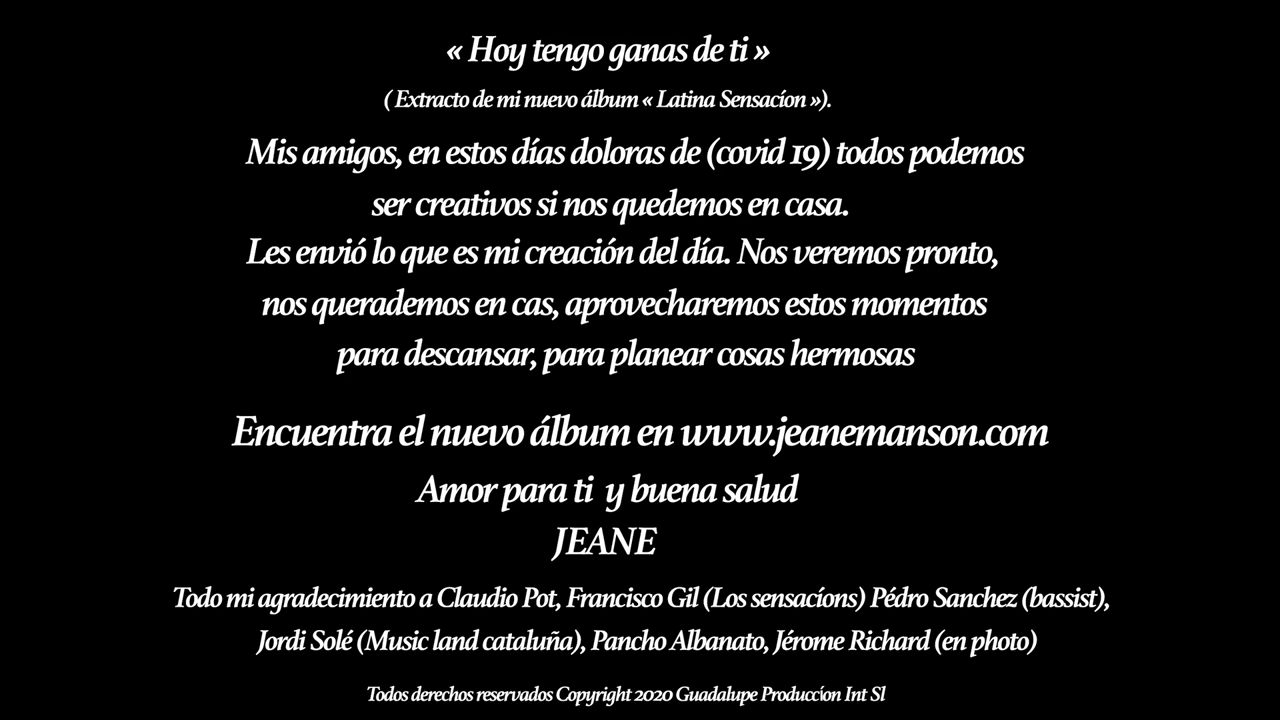 « Hoy tengo ganas de ti »
( Extracto de mi nuevo álbum « Latina Sensacíon »).
Mis amigos, en estos días doloras de (covid 19) todos podemos
ser creativos si nos quedemos en casa.
Les envió lo que es mi creación del día. Nos veremos pronto,
nos querademos en cas, aprovecharemos estos momentos
para descansar, para planear cosas hermosas
Encuentra el nuevo álbum en www.jeanemanson.com
Amor para ti y buena salud
JEANE
Todo mi agradecimiento a Claudio Pot, Francisco Gil (Los sensacíons) Pédro Sanchez (bassist),
Jordi Solé (Music land cataluña), Pancho Albanato, Jérome Richard (en photo)
Todos derechos reservados Copyright 2020 Guadalupe Produccíon Int Sl